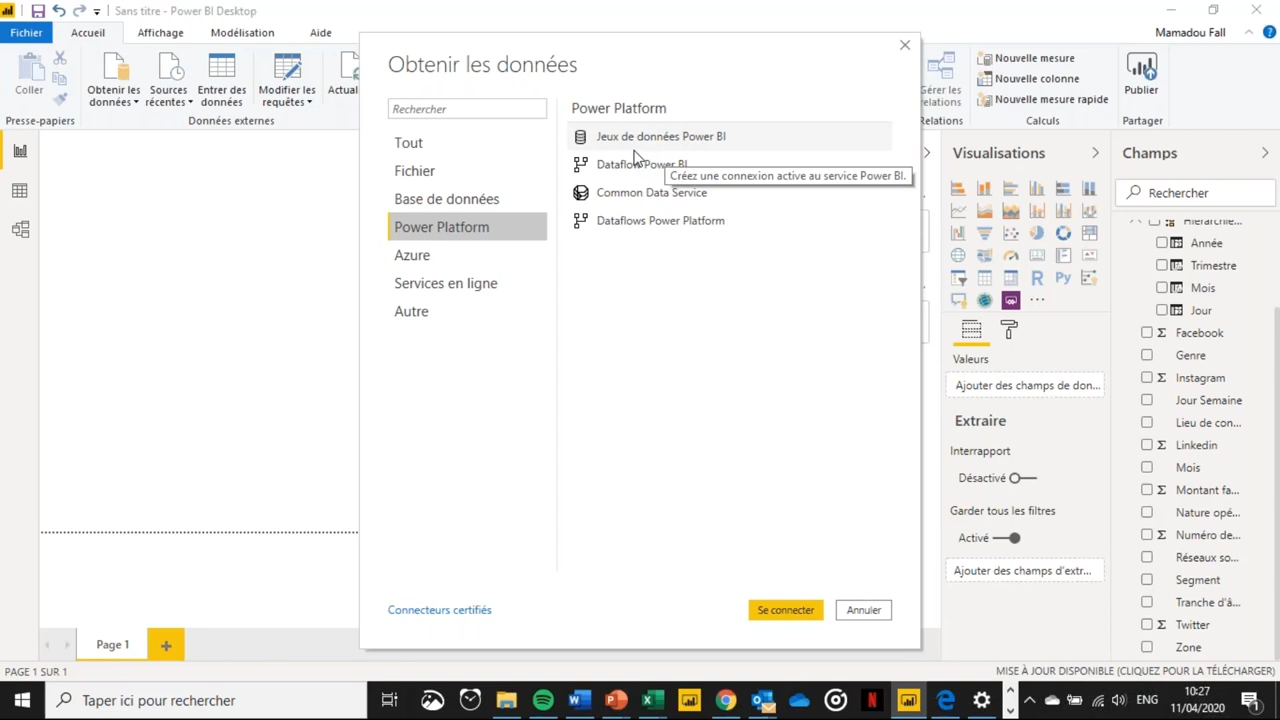 Sans titre - Power BI Desktop
Fichier
Accueil
Affichage
Modélisation
Aide
Mamadou Fall
Coller
Obtenir les données
Sources récentes
Entrer des données
Modifier les requêtes
Actual
Gérer les relations
Nouvelle mesure
Nouvelle colonne
Nouvelle mesure rapide
Publier
Presse-papiers
Données externes
Relations
Calculs
Partager
Obtenir les données
Rechercher
Tout
Fichier
Base de données
Power Platform
Azure
Services en ligne
Autre
Power Platform
Jeux de données Power BI
Dataflows Power BI
Créez une connexion active au service Power BI.
Common Data Service
Dataflows Power Platform
Connecteurs certifiés
Se connecter
Annuler
Visualisations
R
Py
Valeurs
Ajouter des champs de don...
Extraire
Interrapport
Désactivé
Garder tous les filtres
Activé
Ajouter des champs d'extr...
Champs
Rechercher
Hiérarchie
Année
Trimestre
Mois
Jour
Facebook
Genre
Instagram
Jour Semaine
Lieu de con...
Linkedin
Mois
Montant fa...
Nature opé...
Numéro de...
Réseaux so...
Segment
Tranche d'â...
Twitter
Zone
Page 1
PAGE 1 SUR 1
MISE À JOUR DISPONIBLE (CLIQUEZ POUR LA TÉLÉCHARGER)
Taper ici pour rechercher
ENG
10:27
11/04/2020